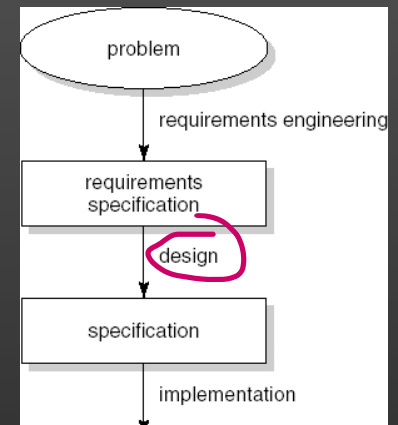 problem
requirements engineering
requirements
specification
design
specification
implementation